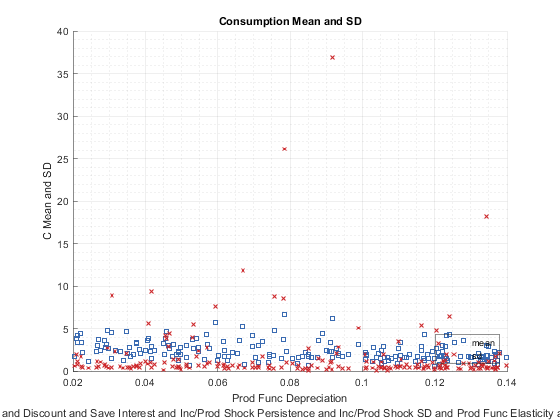 Consumption Mean and SD
40
35
30
25
20
15
10
5
0
C Mean and SD
mean
0.02 0.04 0.06 0.08 0.1 0.12 0.14
Prod Func Depreciation
and Discount and Save Interest and Inc/Prod Shock Persistence and Inc/Prod Shock SD and Prod Func Elasticity